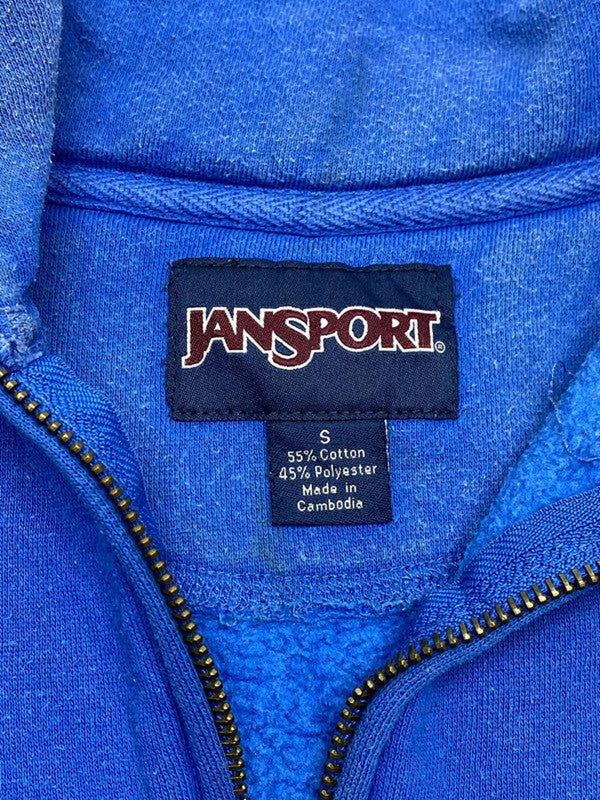 JANSPORT®
S
55% Cotton
45% Polyester
Made in
Cambodia